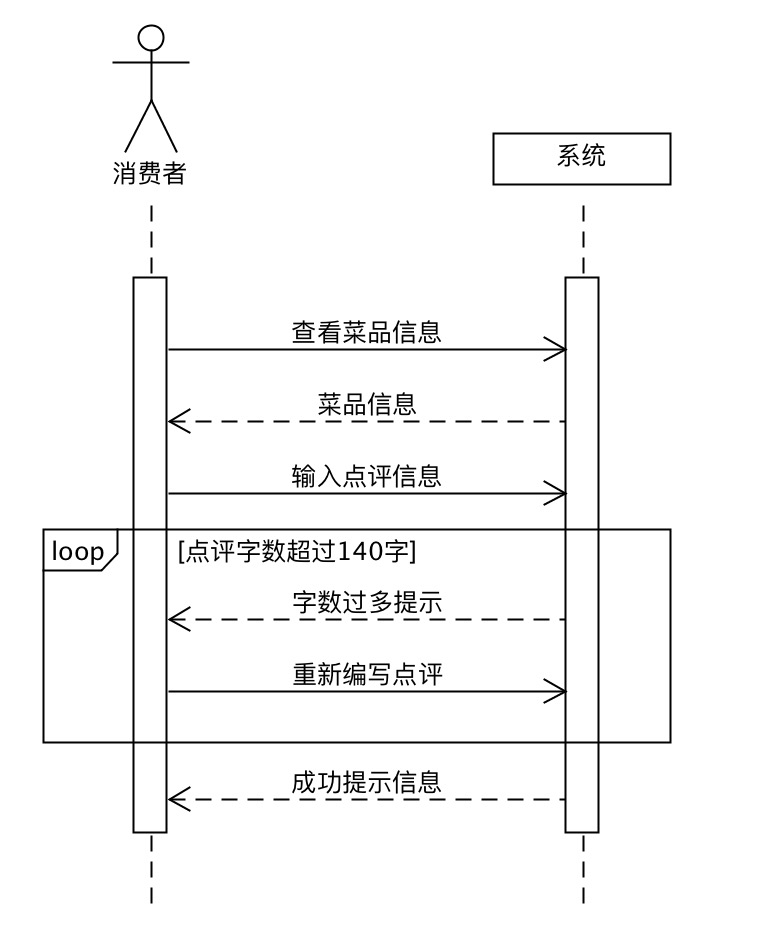 消费者
系统
查看菜品信息
菜品信息
输入点评信息
loop
[点评字数超过140字]
字数过多提示
重新编写点评
成功提示信息